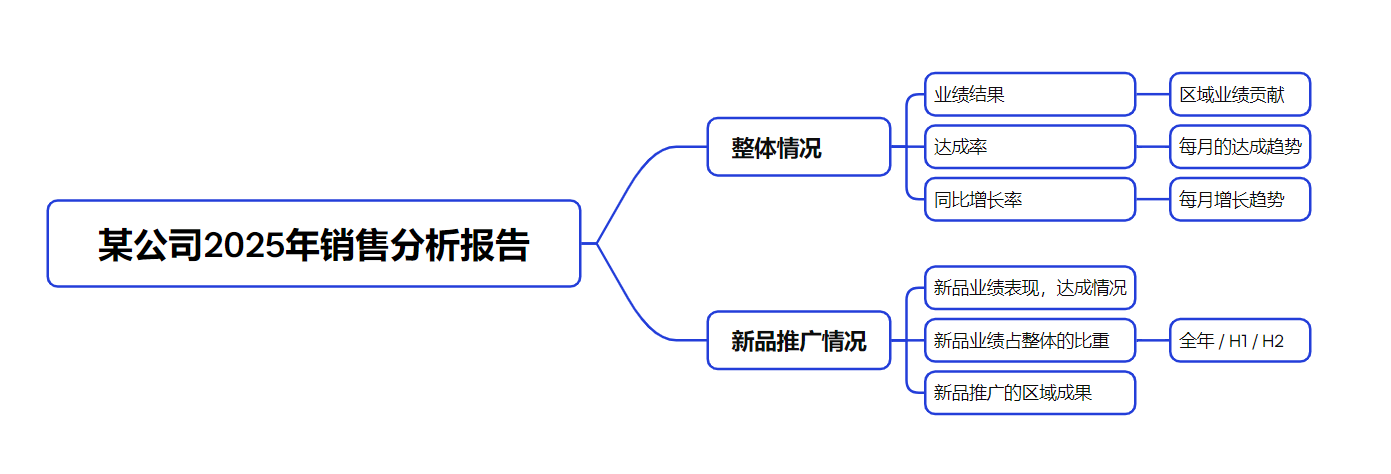 某公司2025年销售分析报告
整体情况
业绩结果
区域业绩贡献
达成率
每月的达成趋势
同比增长率
每月增长趋势
新品推广情况
新品业绩表现，达成情况
新品业绩占整体的比重
全年 / H1 / H2
新品推广的区域成果